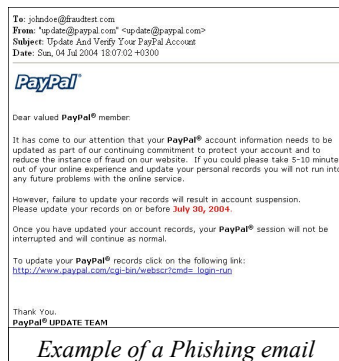 To: johndoe@fraudtest.com
From: "update@paypal.com" <update@paypal.com>
Subject: Update And Verify Your PayPal Account
Date: Sun, 04 Jul 2004 18:07:02 +0300
PayPal®
Dear valued PayPal® member:
It has come to our attention that your PayPal® account information needs to be
updated as part of our continuing commitment to protect your account and to
reduce the instance of fraud on our website. If you could please take 5-10 minute
out of your online experience and update your personal records you will not run into
any future problems with the online service.
However, failure to update your records will result in account suspension.
Please update your records on or before July 30, 2004.
Once you have updated your account records, your PayPal® session will not be
interrupted and will continue as normal.
To update your PayPal® records click on the following link:
http://www.paypal.com/cgi-bin/webscr?cmd=_login-run
Thank You.
PayPal® UPDATE TEAM
Example of a Phishing email